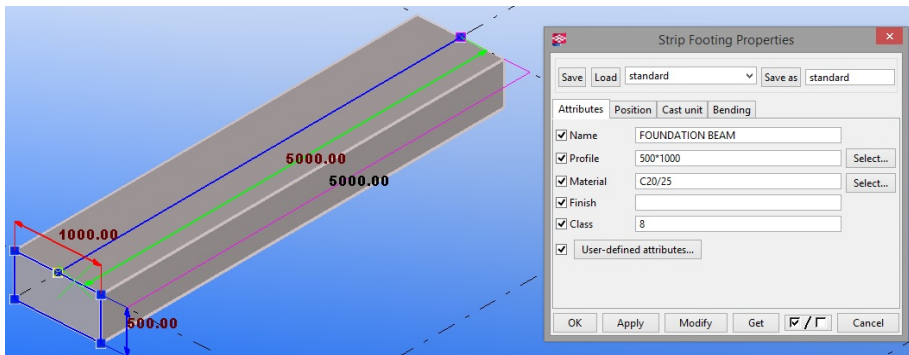 5000.00
5000.00
1000.00
500.00
Strip Footing Properties
Save Load standard Save as standard
Attributes Position Cast unit Bending
Name FOUNDATION BEAM
Profile 500*1000 Select...
Material C20/25 Select...
Finish
Class 8
User-defined attributes...
OK Apply Modify Get / Cancel